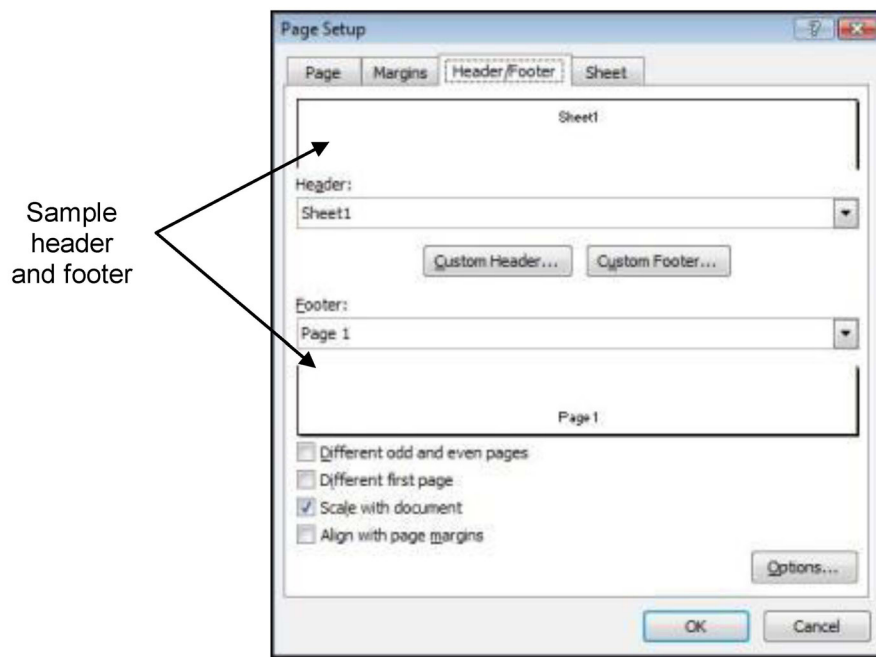 Page Setup
Page Margins Header/Footer Sheet
Sheet1
Header:
Sheet1
Custom Header... Custom Footer...
Footer:
Page 1
Page 1
Different odd and even pages
Different first page
Scale with document
Align with page margins
Options...
OK Cancel
Sample
header
and footer